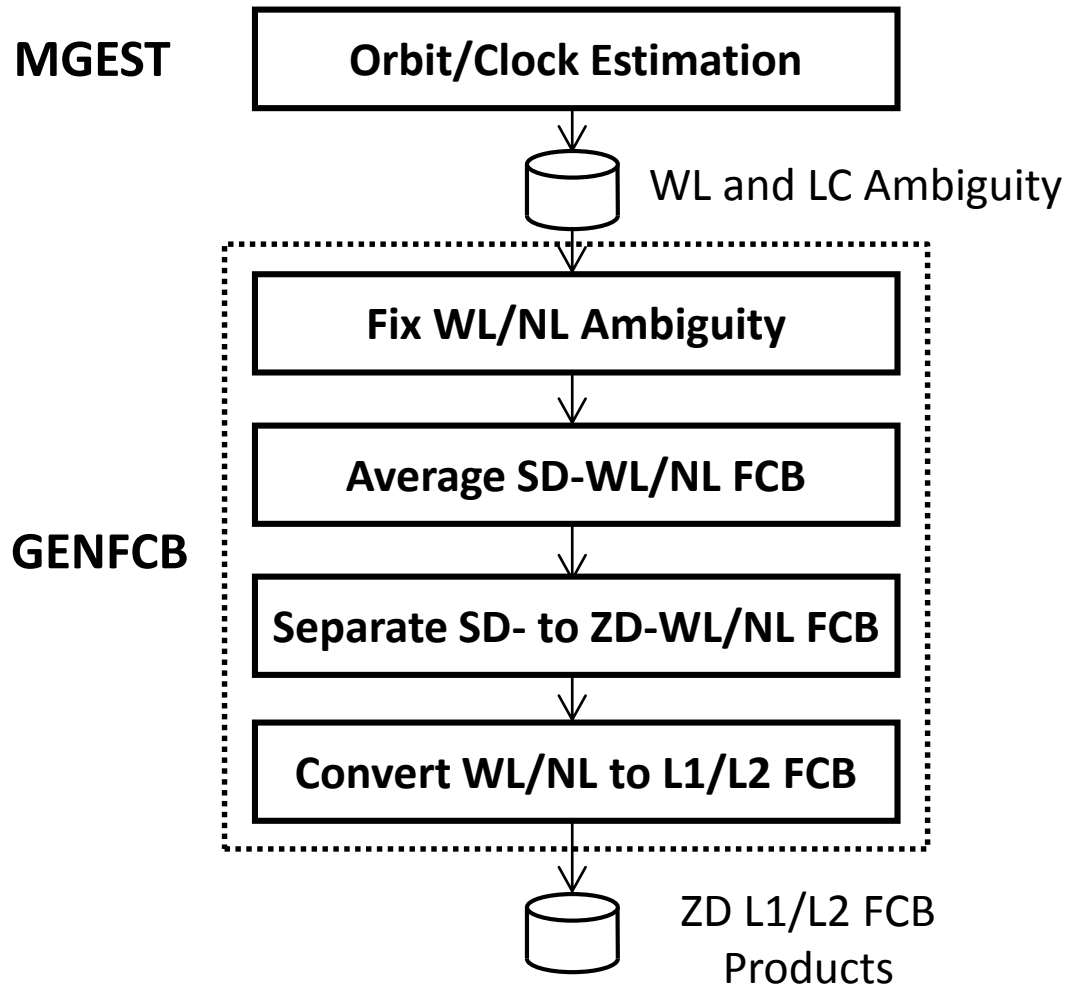 MGEST
Orbit/Clock Estimation
WL and LC Ambiguity
Fix WL/NL Ambiguity
Average SD-WL/NL FCB
GENFCB
Separate SD- to ZD-WL/NL FCB
Convert WL/NL to L1/L2 FCB
ZD L1/L2 FCB
Products